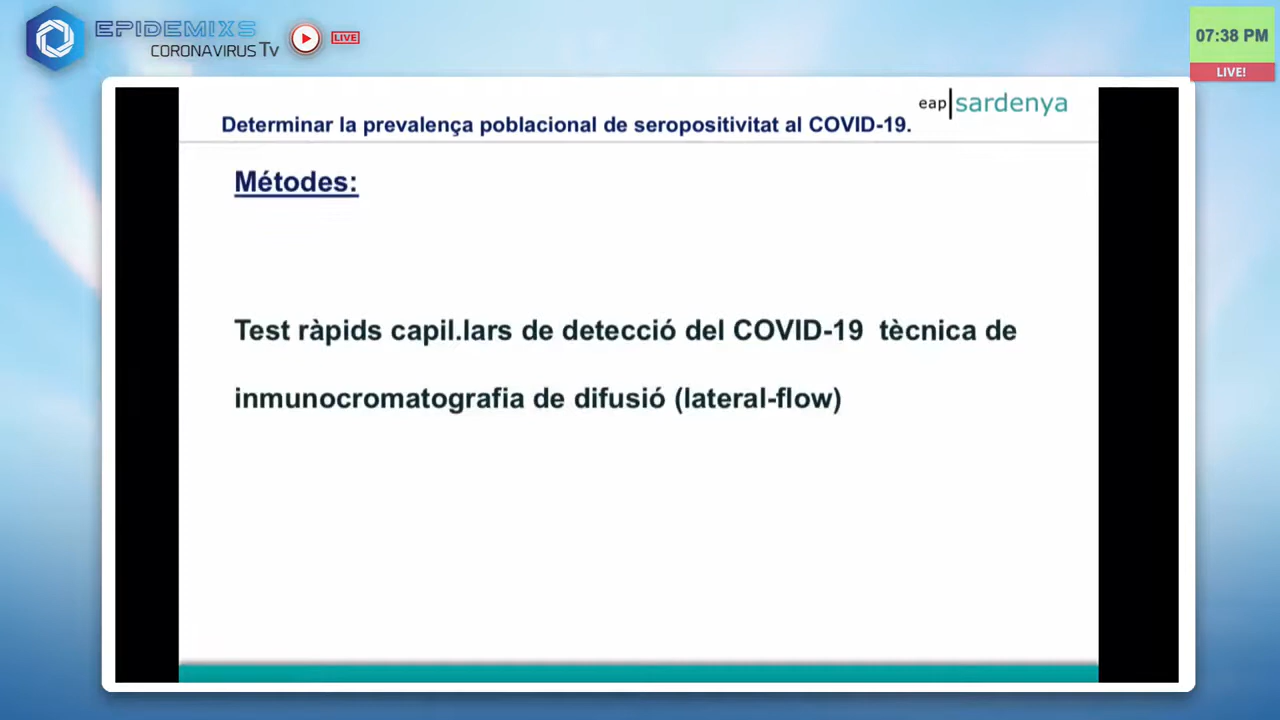 EPIDEMIXS
CORONAVIRUS Tv
LIVE
07:38 PM
LIVE!
eap|sardenya
Determinar la prevalença poblacional de seropositivitat al COVID-19.
Métodes:
Test ràpids capil.lars de detecció del COVID-19 tècnica de
inmunocromatografia de difusió (lateral-flow)